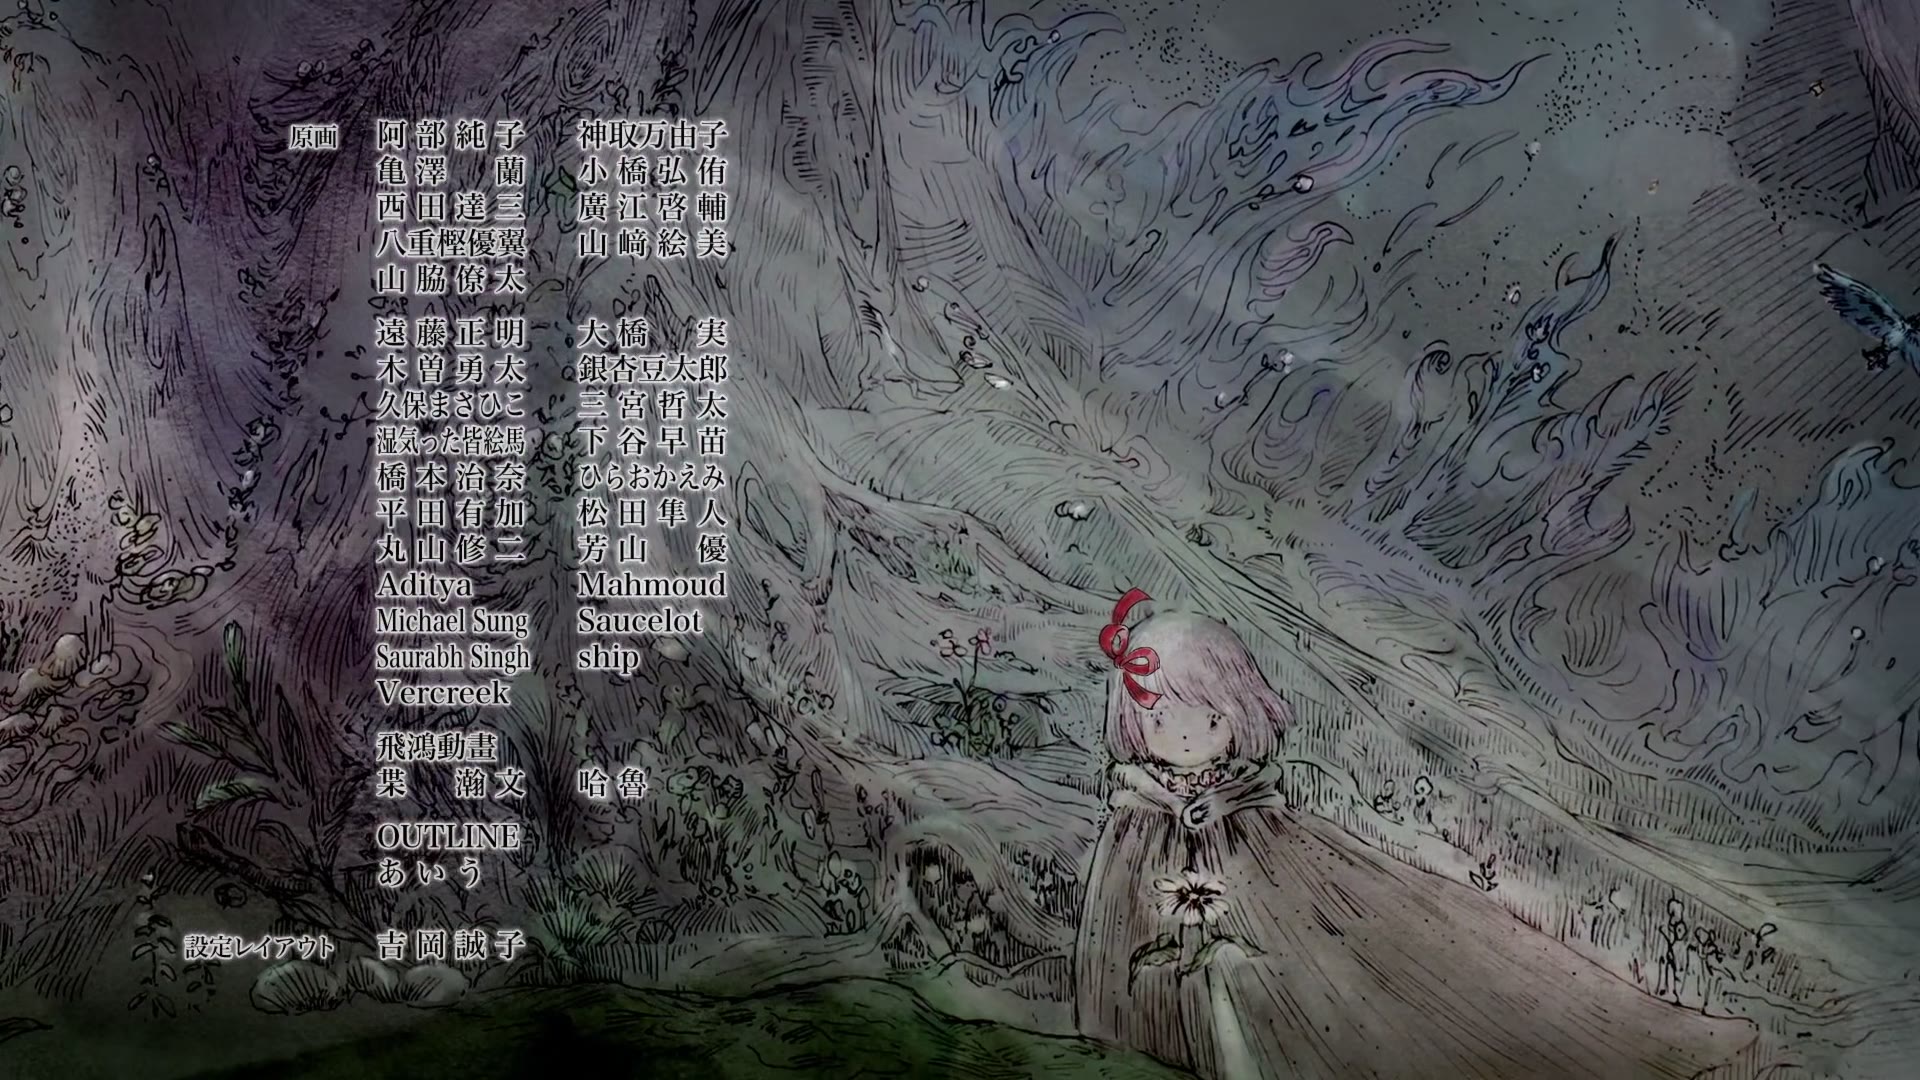 原画 阿部純子 神取万由子
亀澤蘭 小橋弘侑
西田達三 廣江啓輔
八重樫優翼 山﨑絵美
山脇僚太
遠藤正明 大橋実
木曽勇太 銀杏豆太郎
久保まさひこ 三宮哲太
湿気った皆絵馬 下谷早苗
橋本治奈 ひらおかえみ
平田有加 松田隼人
丸山修二 芳山優
Aditya Mahmoud
Michael Sung Saucelot
Saurabh Singh ship
Vercreek
飛鴻動畫
瀚文 哈魯
OUTLINE
あいう
設定レイアウト 吉岡誠子